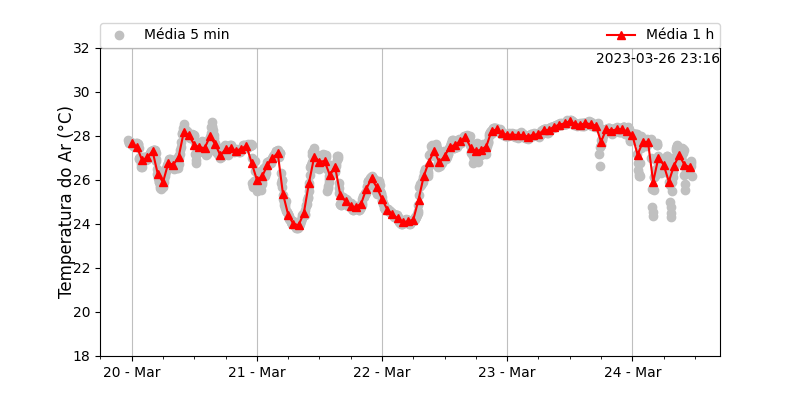 Média 5 min
Média 1 h
2023-03-26 23:16
Temperatura do Ar (°C)
32
30
28
26
24
22
20
18
20 - Mar
21 - Mar
22 - Mar
23 - Mar
24 - Mar